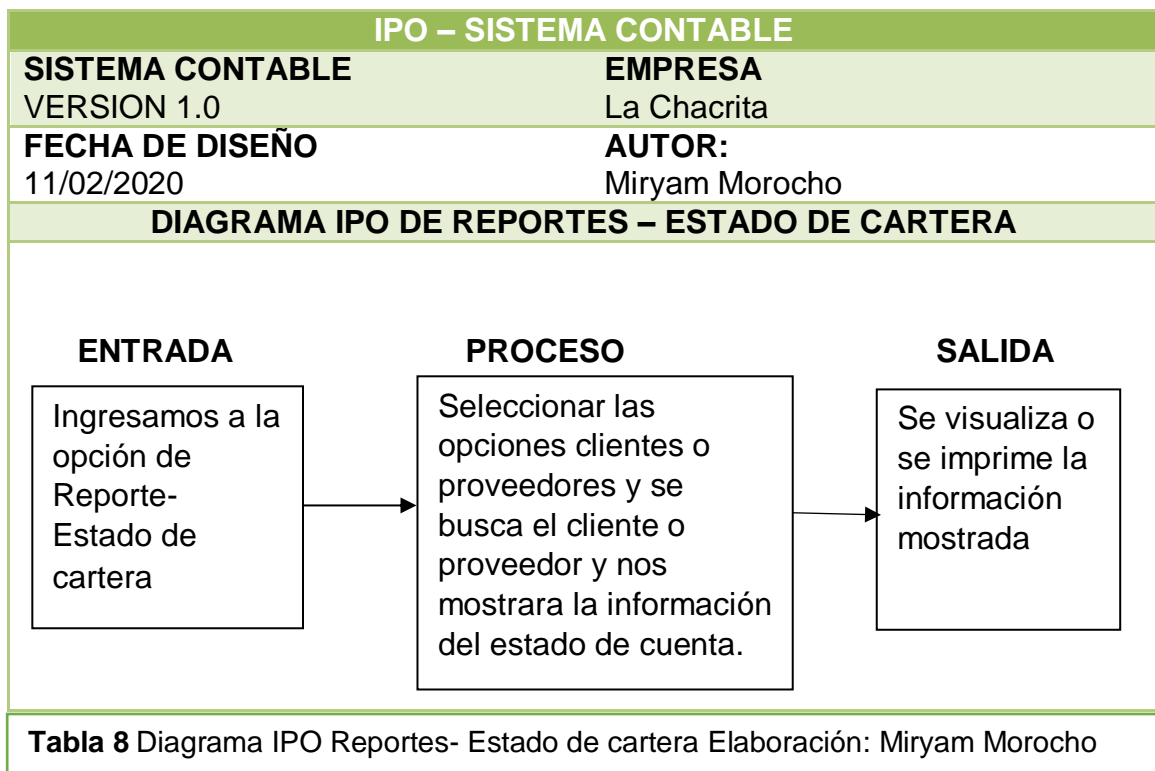 IPO – SISTEMA CONTABLE
SISTEMA CONTABLE
VERSION 1.0
EMPRESA
La Chacrita
FECHA DE DISEÑO
11/02/2020
AUTOR:
Miryam Morocho
DIAGRAMA IPO DE REPORTES – ESTADO DE CARTERA
ENTRADA
Ingresamos a la
opción de
Reporte-
Estado de
cartera
PROCESO
Seleccionar las
opciones clientes o
proveedores y se
busca el cliente o
proveedor y nos
mostrara la información
del estado de cuenta.
SALIDA
Se visualiza o
se imprime la
información
mostrada
Tabla 8 Diagrama IPO Reportes- Estado de cartera Elaboración: Miryam Morocho